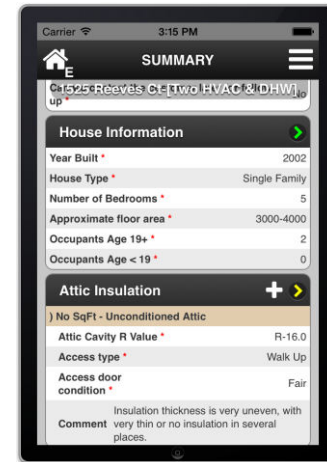 Carrier 3:15 PM
E SUMMARY
525 Reeves Ct [Two HVAC & DHW]
up *
House Information
Year Built * 2002
House Type * Single Family
Number of Bedrooms * 5
Approximate floor area * 3000-4000
Occupants Age 19+ * 2
Occupants Age < 19 * 0
Attic Insulation +
) No SqFt - Unconditioned Attic
Attic Cavity R Value * R-16.0
Access type * Walk Up
Access door
condition * Fair
Insulation thickness is very uneven, with
Comment very thin or no insulation in several
places.